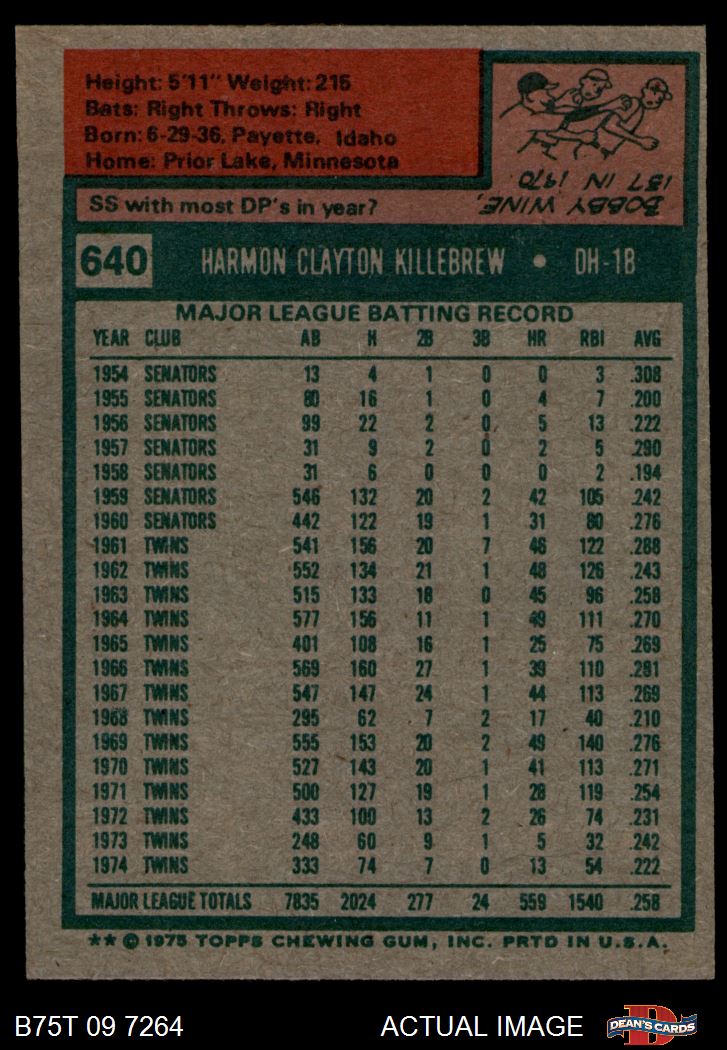 Height: 5'11" Weight: 215
Bats: Right Throws: Right
Born: 6-29-36, Payette, Idaho
Home: Prior Lake, Minnesota
SS with most DP's in year?
BOBBY WINE,
137 IN 1970.
640 HARMON CLAYTON KILLEBREW • DH-1B
MAJOR LEAGUE BATTING RECORD
YEAR CLUB AB H 2B 3B HR RBI AVG
1954 SENATORS 13 4 1 0 0 3 .308
1955 SENATORS 80 16 1 0 4 7 .200
1956 SENATORS 99 22 2 0 5 13 .222
1957 SENATORS 31 9 2 0 2 5 .290
1958 SENATORS 31 6 0 0 0 2 .194
1959 SENATORS 546 132 20 2 42 105 .242
1960 SENATORS 442 122 19 1 31 80 .276
1961 TWINS 541 156 20 7 46 122 .288
1962 TWINS 552 134 21 1 48 126 .243
1963 TWINS 515 133 18 0 45 96 .258
1964 TWINS 577 156 11 1 49 111 .270
1965 TWINS 401 108 16 1 25 75 .269
1966 TWINS 569 160 27 1 39 110 .281
1967 TWINS 547 147 24 1 44 113 .269
1968 TWINS 295 62 7 2 17 40 .210
1969 TWINS 555 153 20 2 49 140 .276
1970 TWINS 527 143 20 1 41 113 .271
1971 TWINS 500 127 19 1 28 119 .254
1972 TWINS 433 100 13 2 26 74 .231
1973 TWINS 248 60 9 1 5 32 .242
1974 TWINS 333 74 7 0 13 54 .222
MAJOR LEAGUE TOTALS 7835 2024 277 24 559 1540 .258
**© 1975 TOPPS CHEWING GUM, INC. PRTD IN U.S.A.
B75T 09 7264 ACTUAL IMAGE DEAN'S CARDS